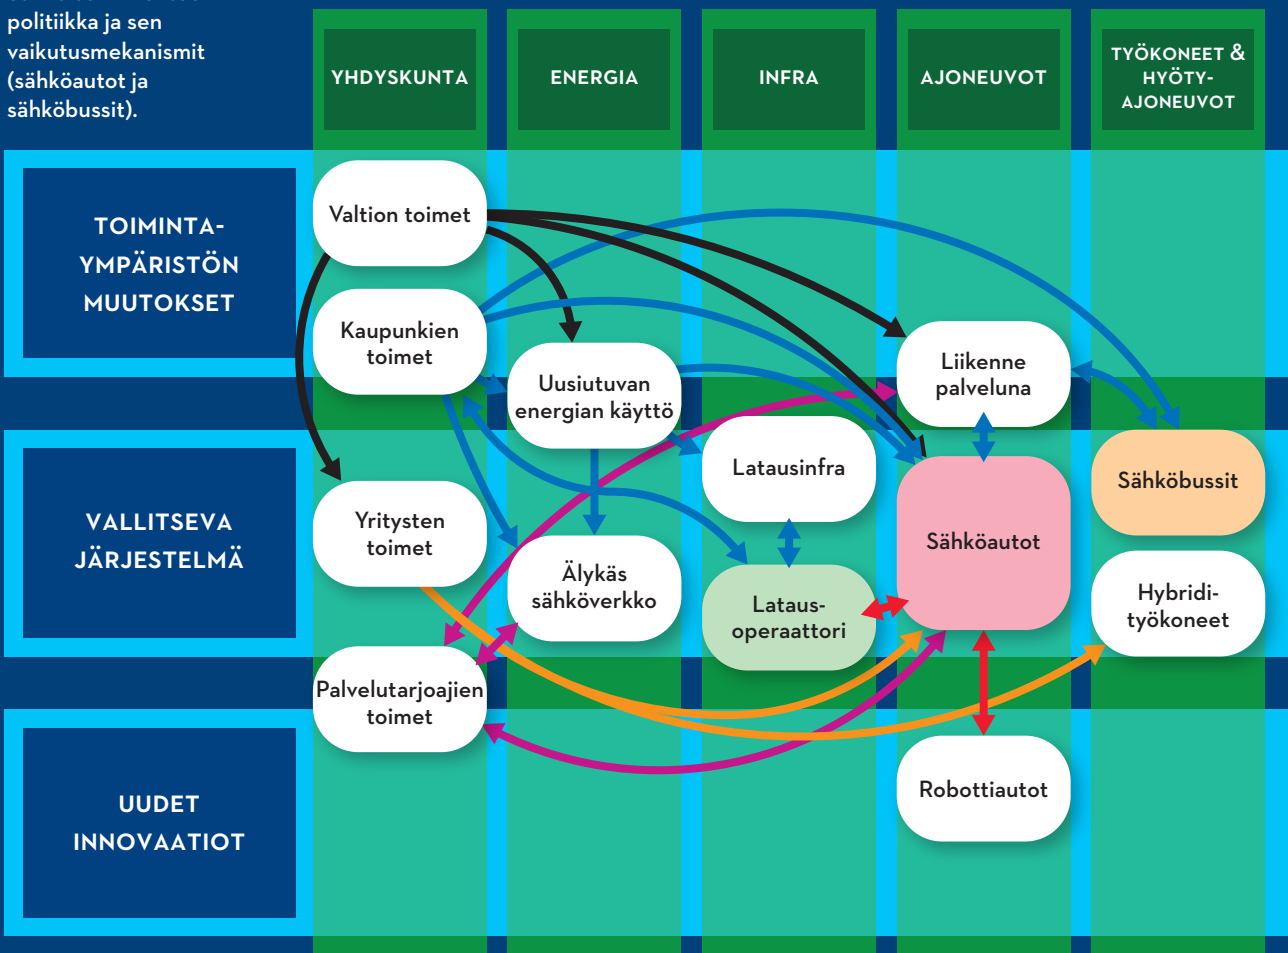 politiikka ja sen
vaikutusmekanismit
(sähköautot ja
sähköbussit).
YHDYSKUNTA
ENERGIA
INFRA
AJONEUVOT
TYÖKONEET &
HYÖTY-
AJONEUVOT
TOIMINTA-
YMPÄRISTÖN
MUUTOKSET
Valtion toimet
Kaupunkien
toimet
Uusiutuvan
energian käyttö
Liikenne
palveluna
VALLITSEVA
JÄRJESTELMÄ
Yritysten
toimet
Älykäs
sähköverkko
Latausinfra
Lataus-
operaattori
Sähköautot
Sähköbussit
Hybridi-
työkoneet
Palvelutarjoajien
toimet
UUDET
INNOVAATIOT
Robottiautot